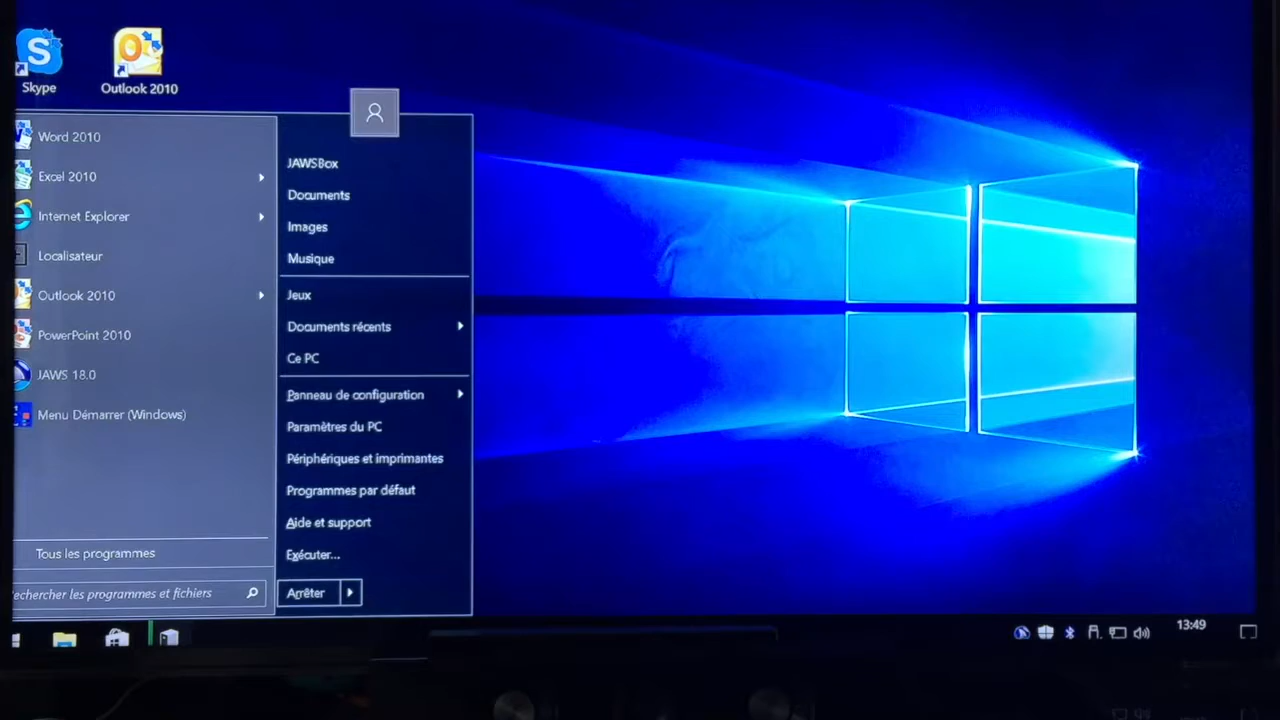 Skype
Outlook 2010
Word 2010
Excel 2010
Internet Explorer
Localisateur
Outlook 2010
PowerPoint 2010
JAWS 18.0
Menu Démarrer (Windows)
Tous les programmes
echercher les programmes et fichiers
JAWSBox
Documents
Images
Musique
Jeux
Documents récents
Ce PC
Panneau de configuration
Paramètres du PC
Périphériques et imprimantes
Programmes par défaut
Aide et support
Exécuter...
Arrêter
13:49